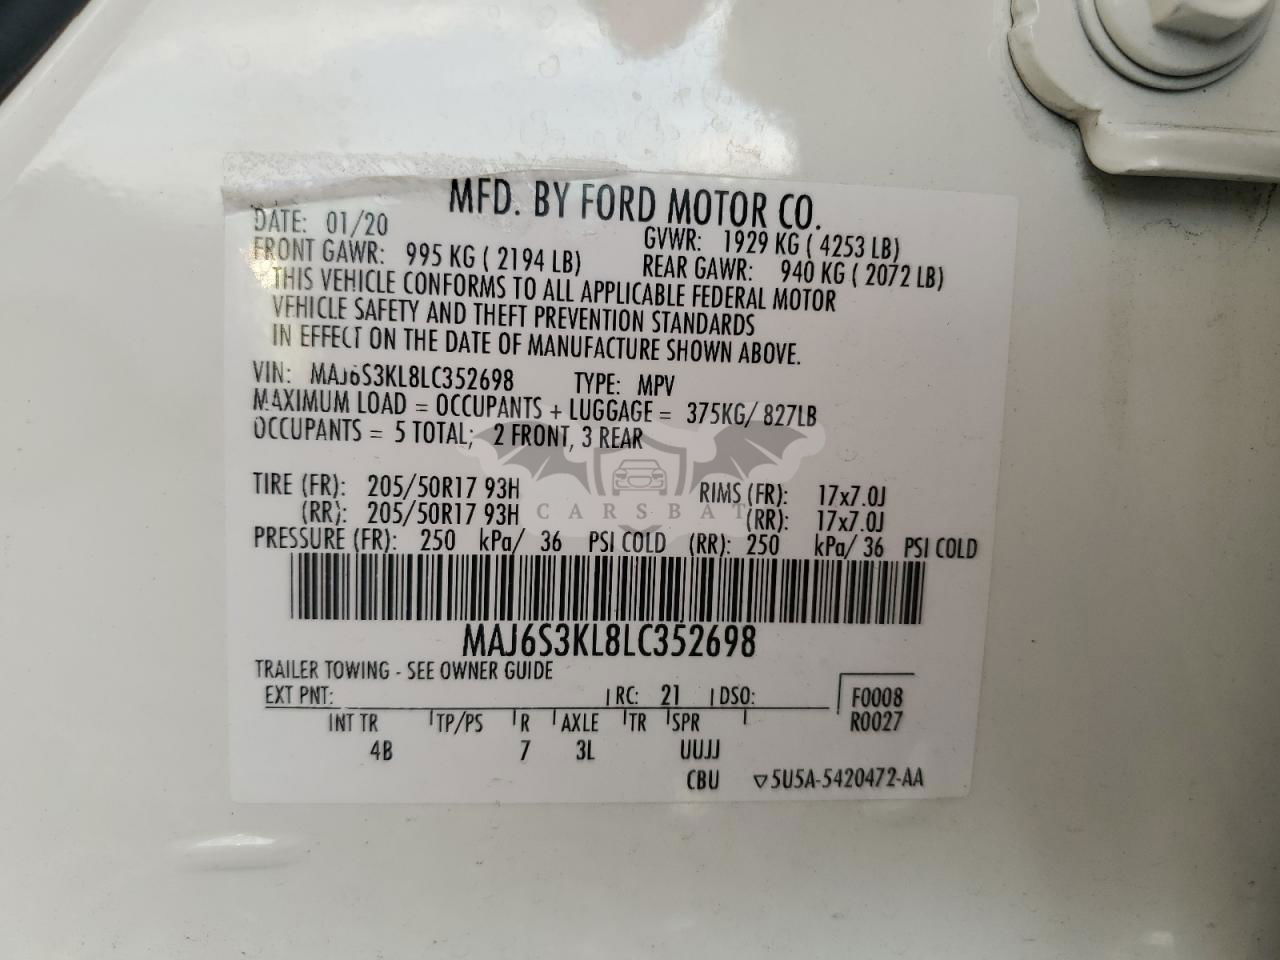 MFD. BY FORD MOTOR CO.
DATE: 01/20 GVWR: 1929 KG ( 4253 LB)
FRONT GAWR: 995 KG ( 2194 LB) REAR GAWR: 940 KG ( 2072 LB)
THIS VEHICLE CONFORMS TO ALL APPLICABLE FEDERAL MOTOR
VEHICLE SAFETY AND THEFT PREVENTION STANDARDS
IN EFFECT ON THE DATE OF MANUFACTURE SHOWN ABOVE.
VIN: MAJ6S3KL8LC352698 TYPE: MPV
MAXIMUM LOAD = OCCUPANTS + LUGGAGE = 375KG/ 827LB
OCCUPANTS = 5 TOTAL; 2 FRONT, 3 REAR
TIRE (FR): 205/50R17 93H RIMS (FR): 17x7.0J
(RR): 205/50R17 93H (RR): 17x7.0J
CARSBAT
PRESSURE (FR): 250 kPa/ 36 PSI COLD (RR): 250 kPa/ 36 PSI COLD
MAJ6S3KL8LC352698
TRAILER TOWING - SEE OWNER GUIDE
EXT PNT: RC: 21 DSO: F0008
INT TR TP/PS R AXLE TR SPR R0027
4B 7 3L UUJJ
CBU ▽5U5A-5420472-AA